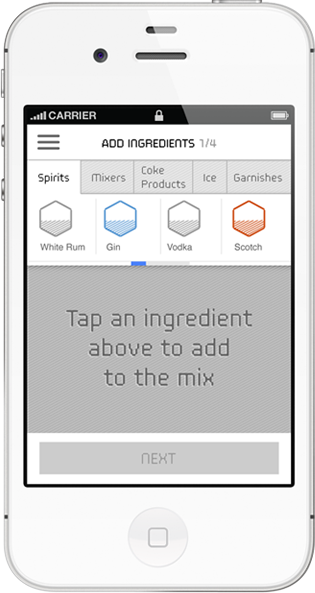 CARRIER
ADD INGREDIENTS 1/4
Spirits
Mixers
Coke
Products
Ice
Garnishes
White Rum
Gin
Vodka
Scotch
Tap an ingredient
above to add
to the mix
NEXT